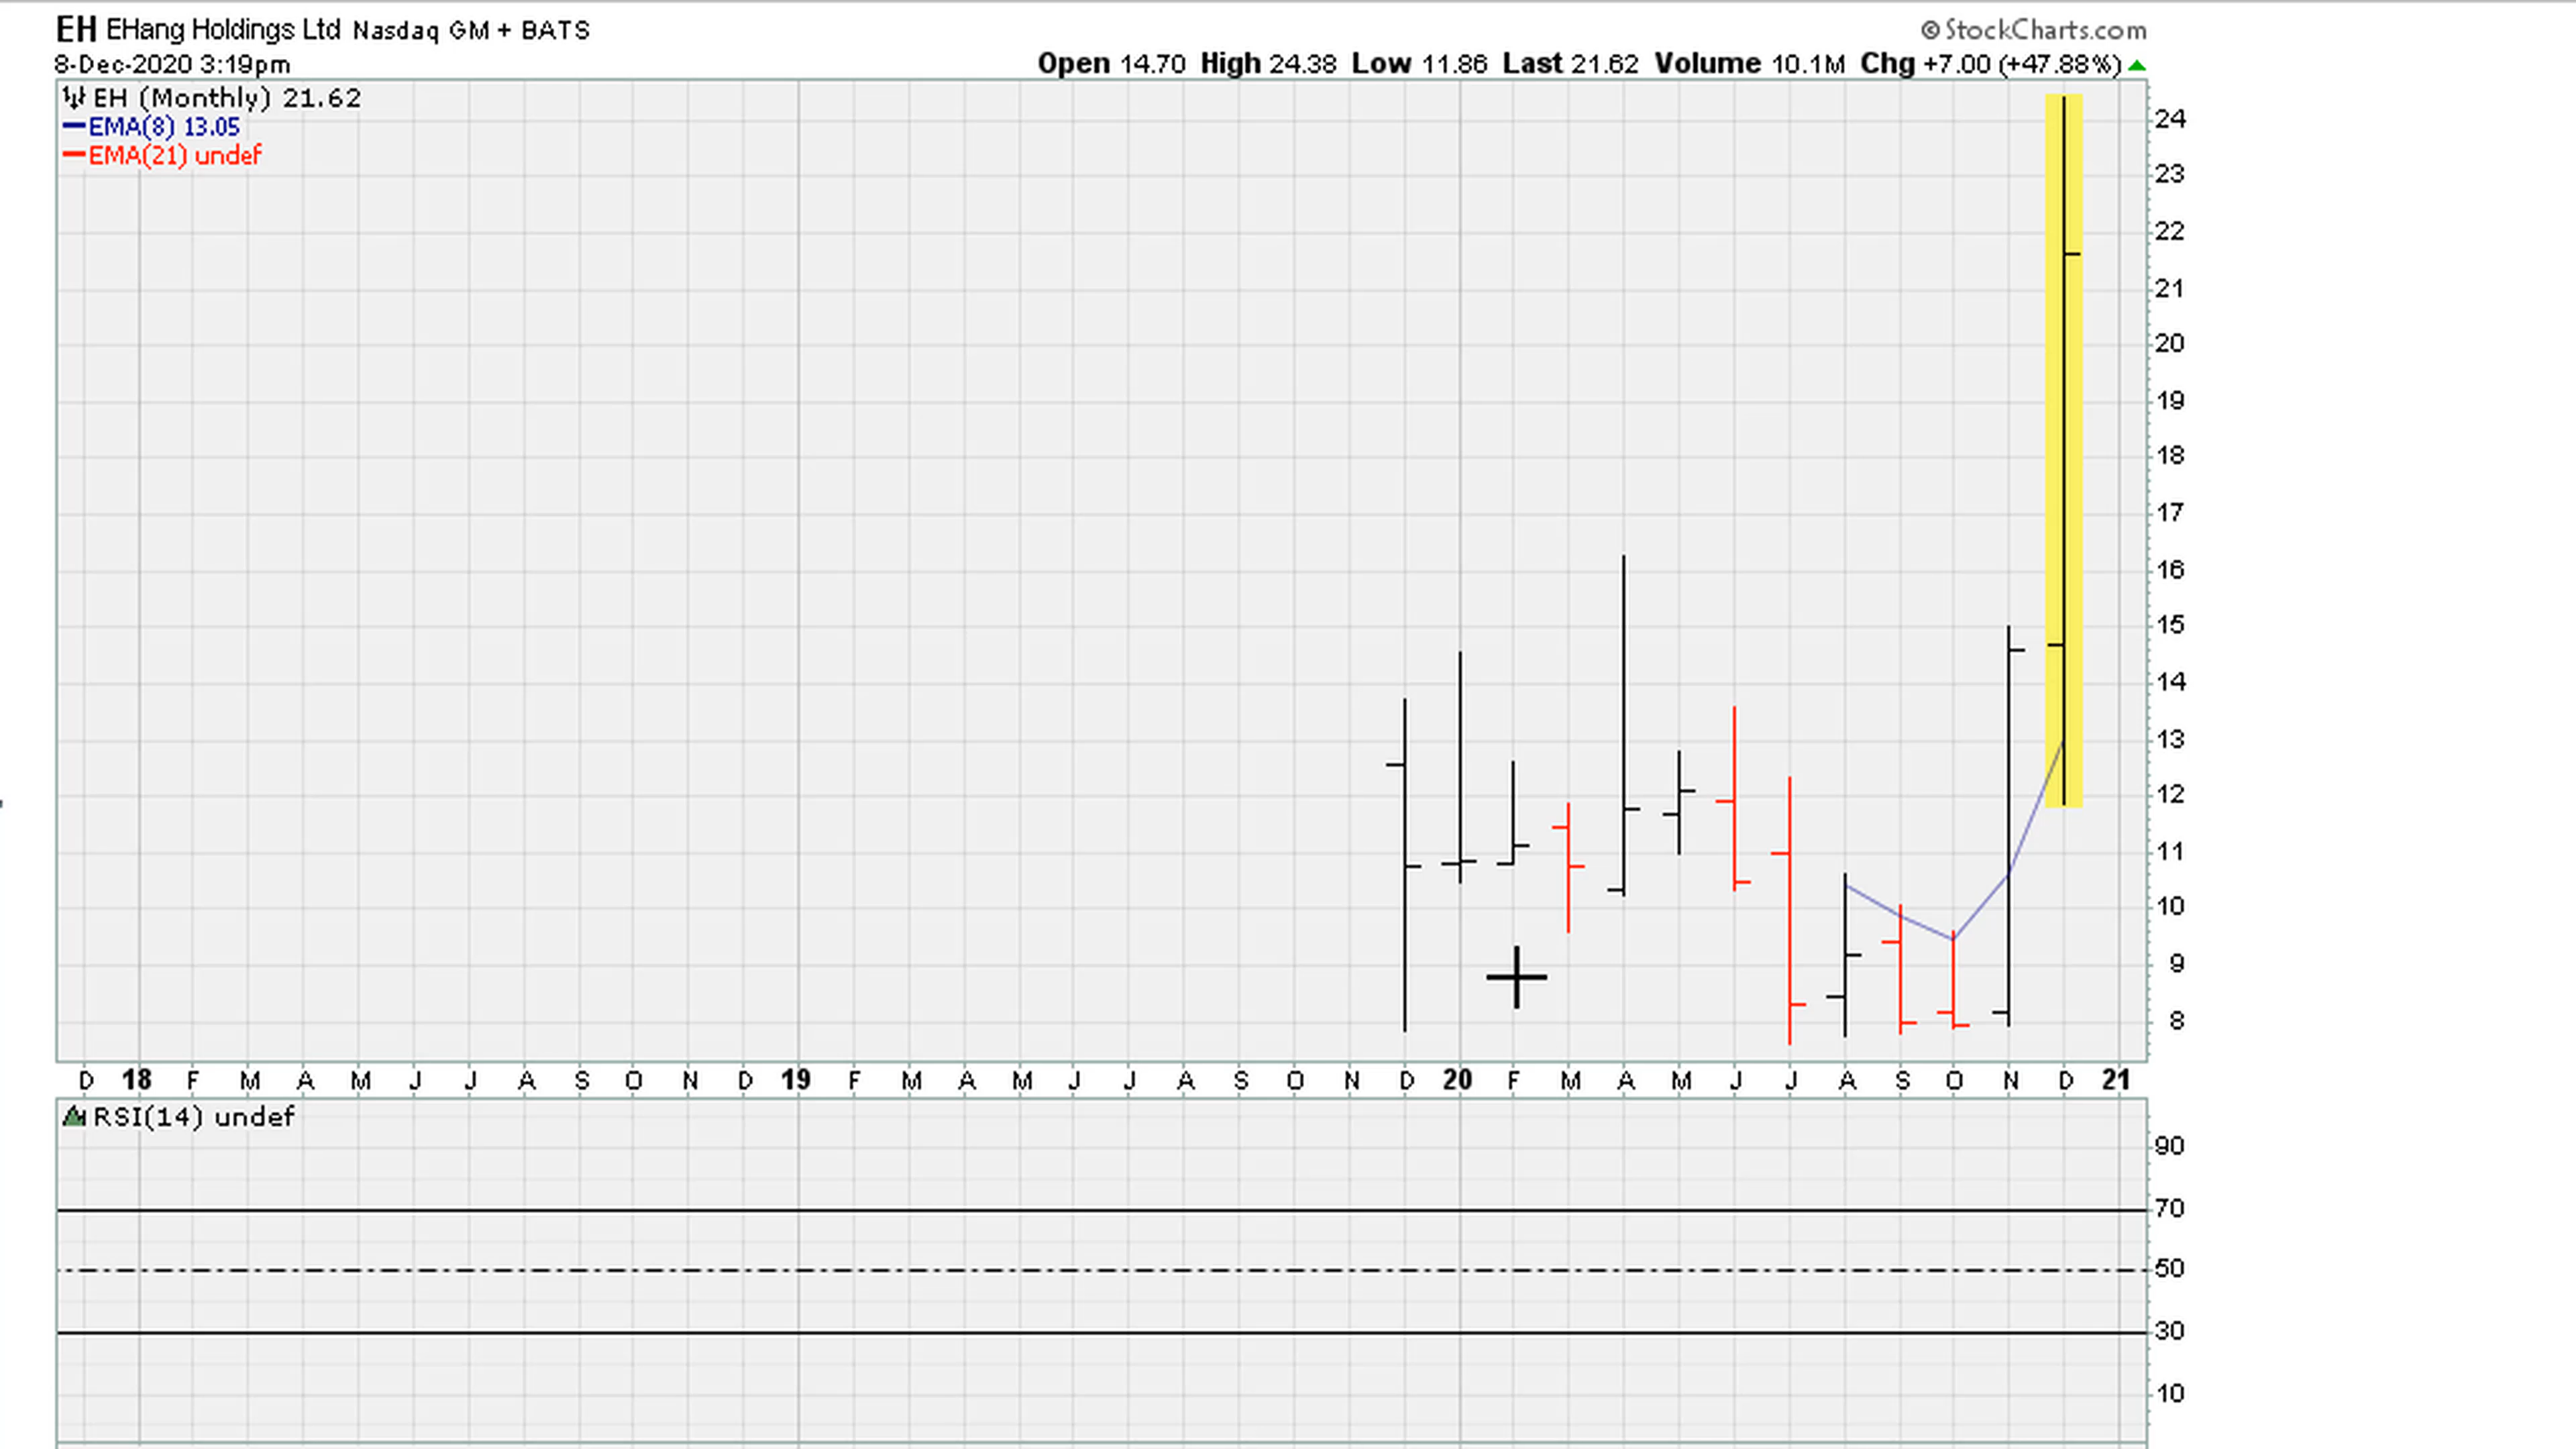 EH EHang Holdings Ltd Nasdaq GM + BATS
© StockCharts.com
8-Dec-2020 3:19pm
Open 14.70 High 24.38 Low 11.86 Last 21.62 Volume 10.1M Chg +7.00 (+47.88%)
EH (Monthly) 21.62
EMA(8) 13.05
EMA(21) undef
24
23
22
21
20
19
18
17
16
15
14
13
12
11
10
9
8
D 18 F M A M J J A S O N D 19 F M A M J J A S O N D 20 F M A M J J A S O N D 21
RSI(14) undef
90
70
50
30
10